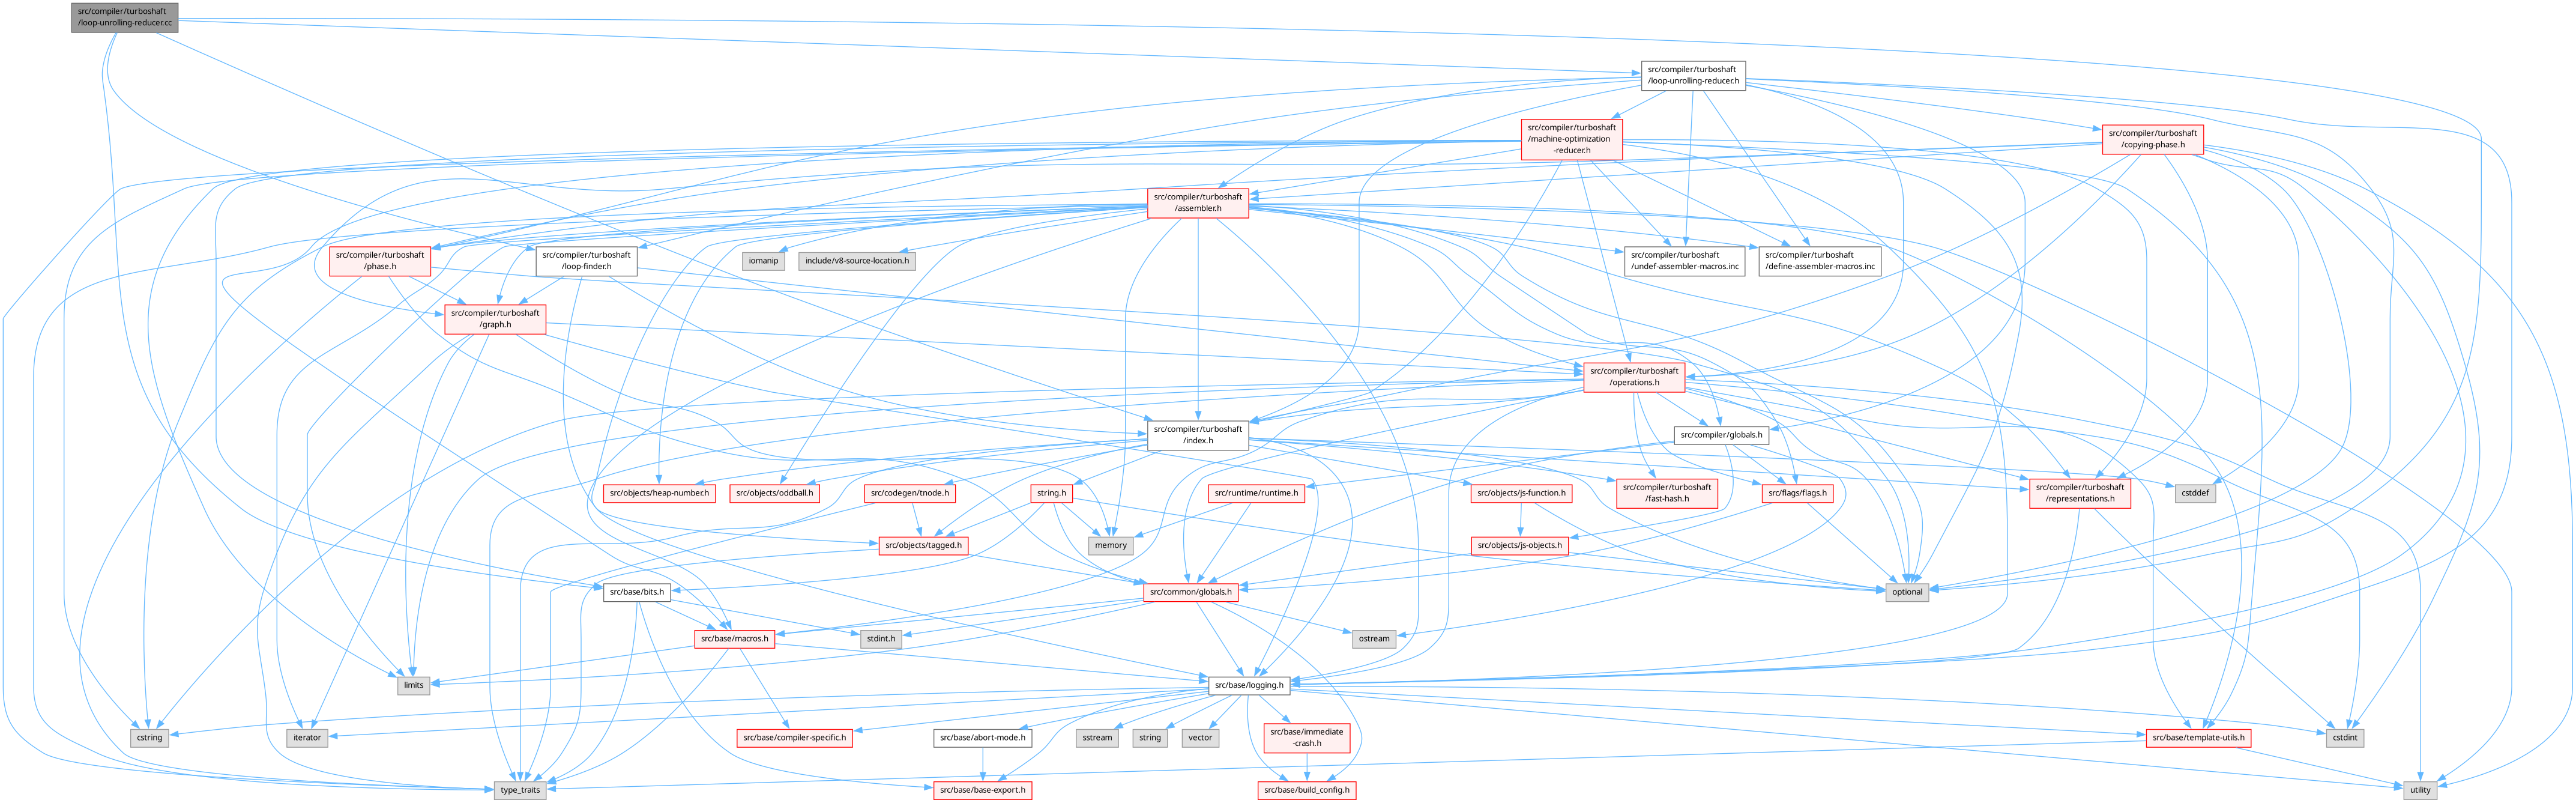 src/compiler/turboshaft
/loop-unrolling-reducer.cc
src/compiler/turboshaft
/loop-unrolling-reducer.h
src/compiler/turboshaft
/machine-optimization
-reducer.h
src/compiler/turboshaft
/copying-phase.h
src/compiler/turboshaft
/assembler.h
src/compiler/turboshaft
/phase.h
src/compiler/turboshaft
/loop-finder.h
iomanip
include/v8-source-location.h
src/compiler/turboshaft
/undef-assembler-macros.inc
src/compiler/turboshaft
/define-assembler-macros.inc
src/compiler/turboshaft
/graph.h
src/compiler/turboshaft
/operations.h
src/compiler/turboshaft
/index.h
src/compiler/globals.h
src/objects/heap-number.h
src/objects/oddball.h
src/codegen/tnode.h
string.h
src/runtime/runtime.h
src/objects/js-function.h
src/compiler/turboshaft
/fast-hash.h
src/flags/flags.h
src/compiler/turboshaft
/representations.h
cstddef
src/objects/tagged.h
memory
src/objects/js-objects.h
src/base/bits.h
src/common/globals.h
optional
src/base/macros.h
stdint.h
ostream
limits
src/base/logging.h
cstring
iterator
src/base/compiler-specific.h
src/base/abort-mode.h
sstream
string
vector
src/base/immediate
-crash.h
src/base/template-utils.h
cstdint
type_traits
src/base/base-export.h
src/base/build_config.h
utility